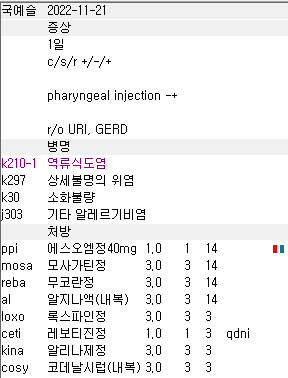 국예슬 2022-11-21
증상
1일
c/s/r +/-/+
pharyngeal injection -+
r/o URI, GERD
병명
k210-1 역류식도염
k297 상세불명의 위염
k30 소화불량
j303 기타 알레르기비염
처방
ppi 에스오엠정40mg 1.0 1 14
mosa 모사가틴정 3.0 3 14
reba 무코란정 3.0 3 14
al 알지나액(내복) 3.0 3 14
loxo 록스파인정 3.0 3 3
ceti 레보티진정 1.0 1 3 qdni
kina 알리나제정 3.0 3 3
cosy 코데날시럽(내복) 3.0 3 3